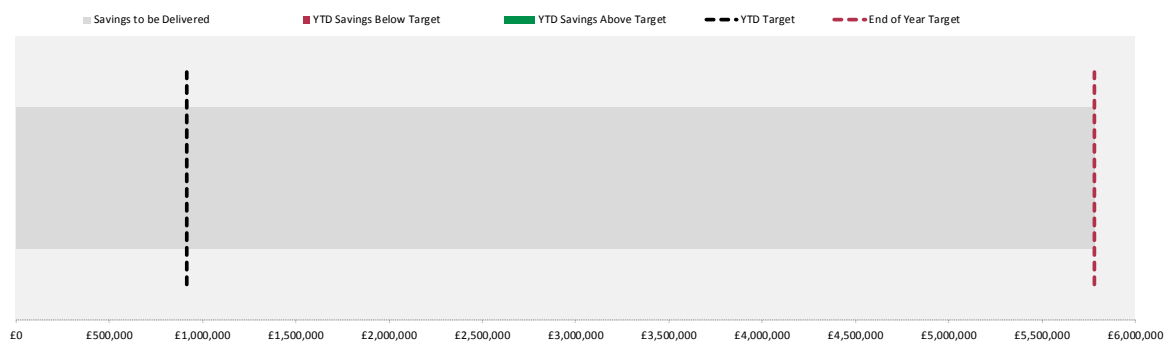 Savings to be Delivered YTD Savings Below Target YTD Savings Above Target YTD Target End of Year Target
£0 £500,000 £1,000,000 £1,500,000 £2,000,000 £2,500,000 £3,000,000 £3,500,000 £4,000,000 £4,500,000 £5,000,000 £5,500,000 £6,000,000